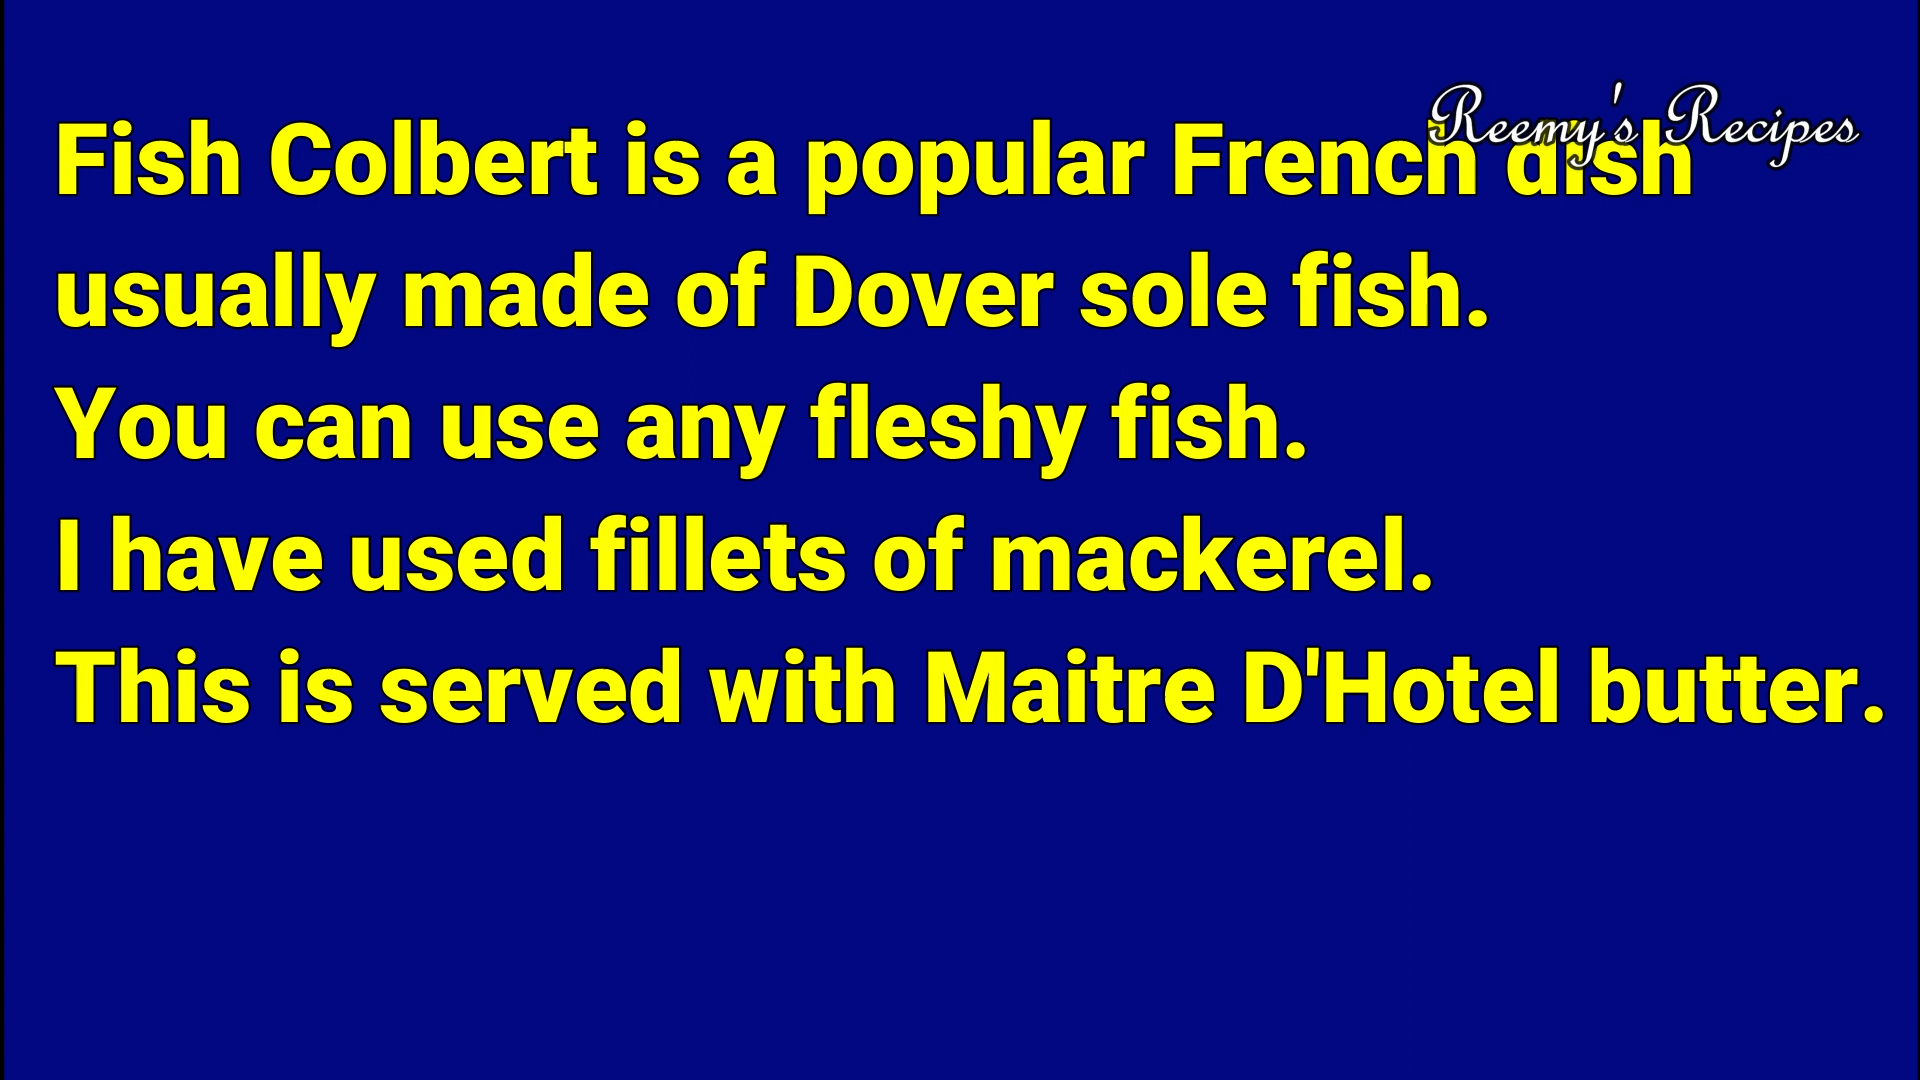 Reemy's Recipes
Fish Colbert is a popular French dish
usually made of Dover sole fish.
You can use any fleshy fish.
I have used fillets of mackerel.
This is served with Maitre D'Hotel butter.